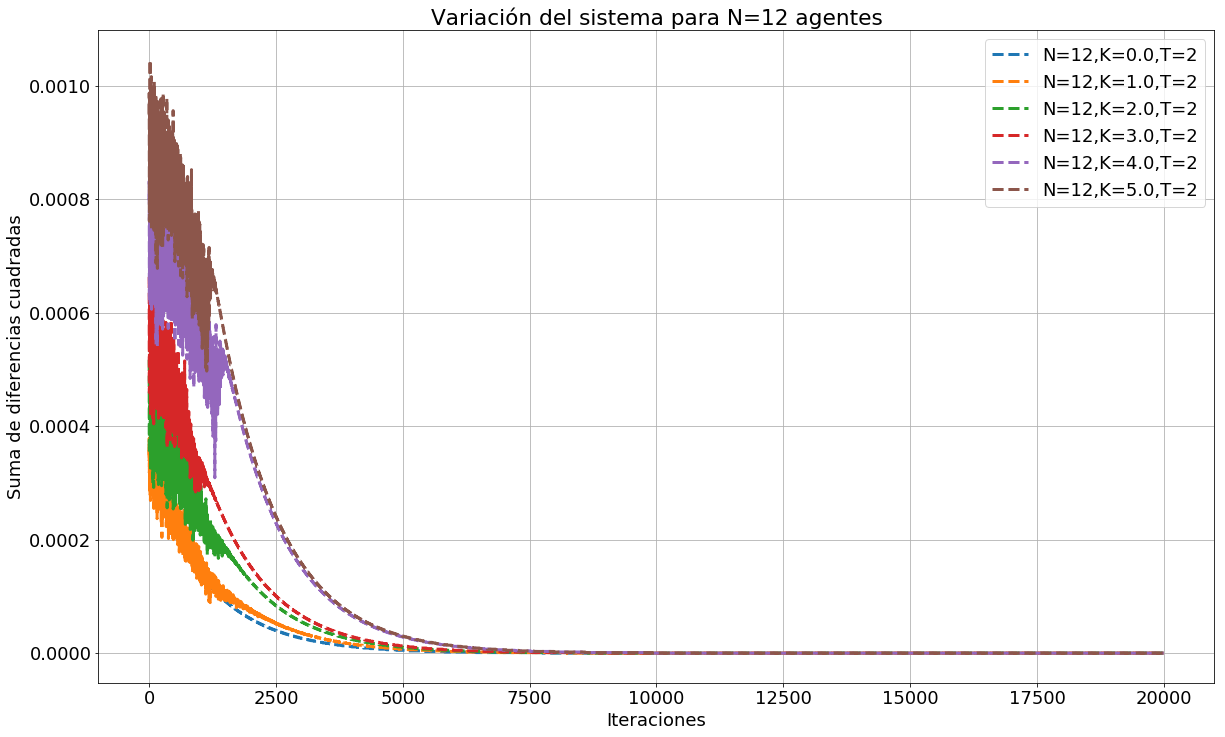 Variación del sistema para N=12 agentes
N=12,K=0.0,T=2
N=12,K=1.0,T=2
N=12,K=2.0,T=2
N=12,K=3.0,T=2
N=12,K=4.0,T=2
N=12,K=5.0,T=2
Suma de diferencias cuadradas
0.0010
0.0008
0.0006
0.0004
0.0002
0.0000
0 2500 5000 7500 10000 12500 15000 17500 20000
Iteraciones